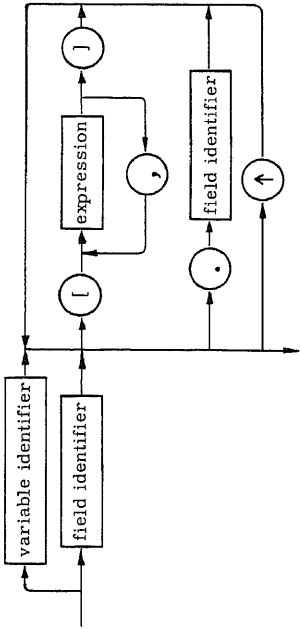 variable identifier
field identifier
[ expression ]
,
. field identifier
↑